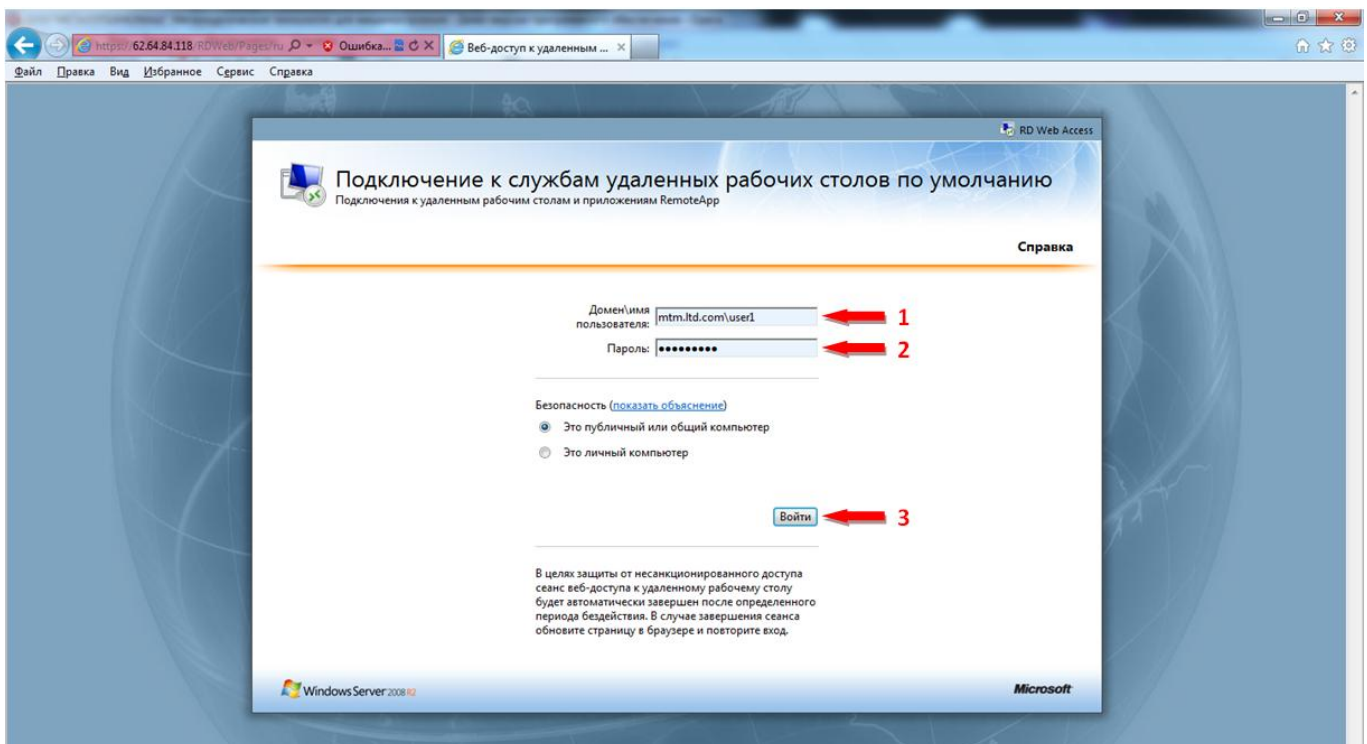 https://62.64.84.118/RDWeb/Pages/ru Ошибка... Веб-доступ к удаленным ...
Файл Правка Вид Избранное Сервис Справка
RD Web Access
Подключение к службам удаленных рабочих столов по умолчанию
Подключения к удаленным рабочим столам и приложениям RemoteApp
Справка
Домен\имя
пользователя: mtm.ltd.com\user1 1
Пароль: ●●●●●●●●● 2
Безопасность (показать объяснение)
Это публичный или общий компьютер
Это личный компьютер
Войти 3
В целях защиты от несанкционированного доступа
сеанс веб-доступа к удаленному рабочему столу
будет автоматически завершен после определенного
периода бездействия. В случае завершения сеанса
обновите страницу в браузере и повторите вход.
Windows Server 2008 R2
Microsoft